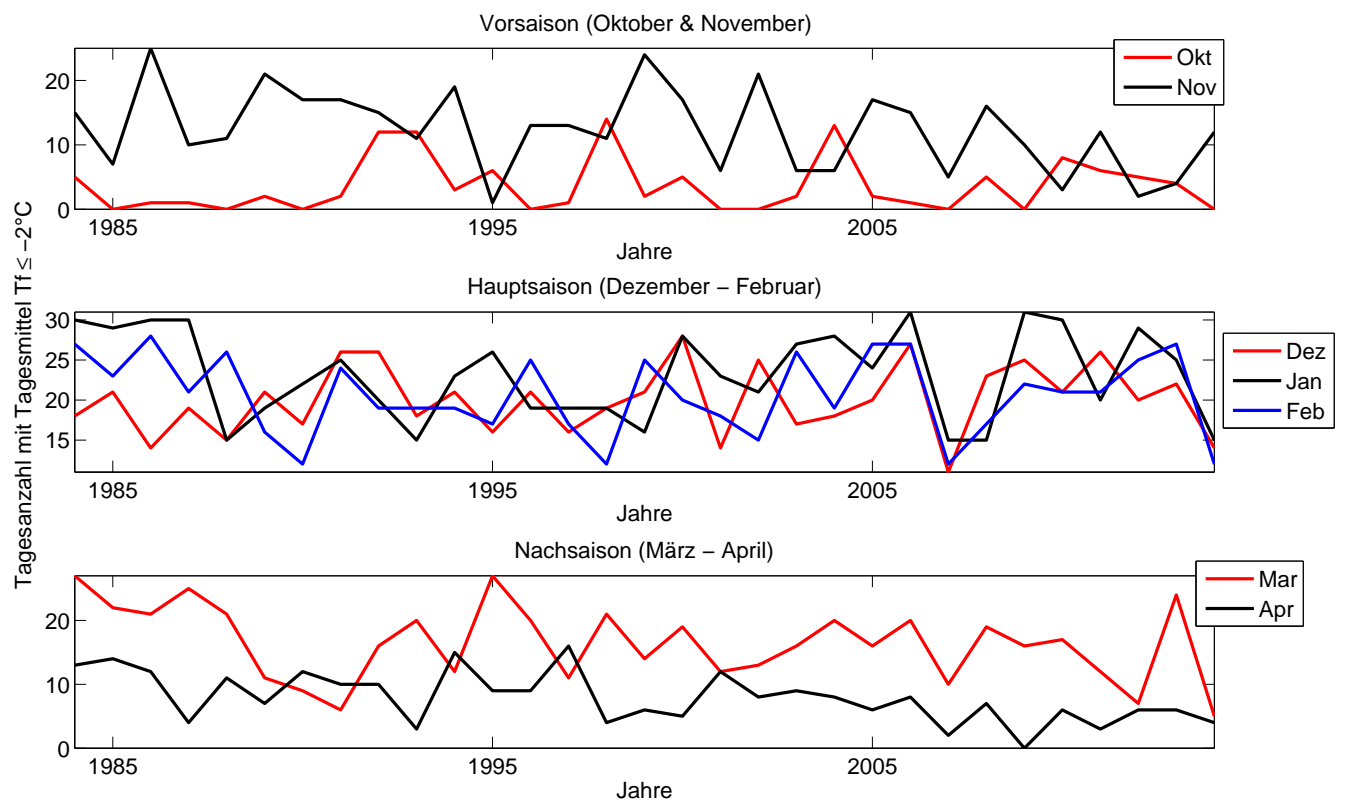 Vorsaison (Oktober & November)
Okt
Nov
20
10
0
1985
1995
2005
Jahre
Tagesanzahl mit Tagesmittel Tf ≤ −2°C
Hauptsaison (Dezember − Februar)
30
25
20
15
Dez
Jan
Feb
1985
1995
2005
Jahre
Nachsaison (März − April)
Mar
Apr
20
10
0
1985
1995
2005
Jahre